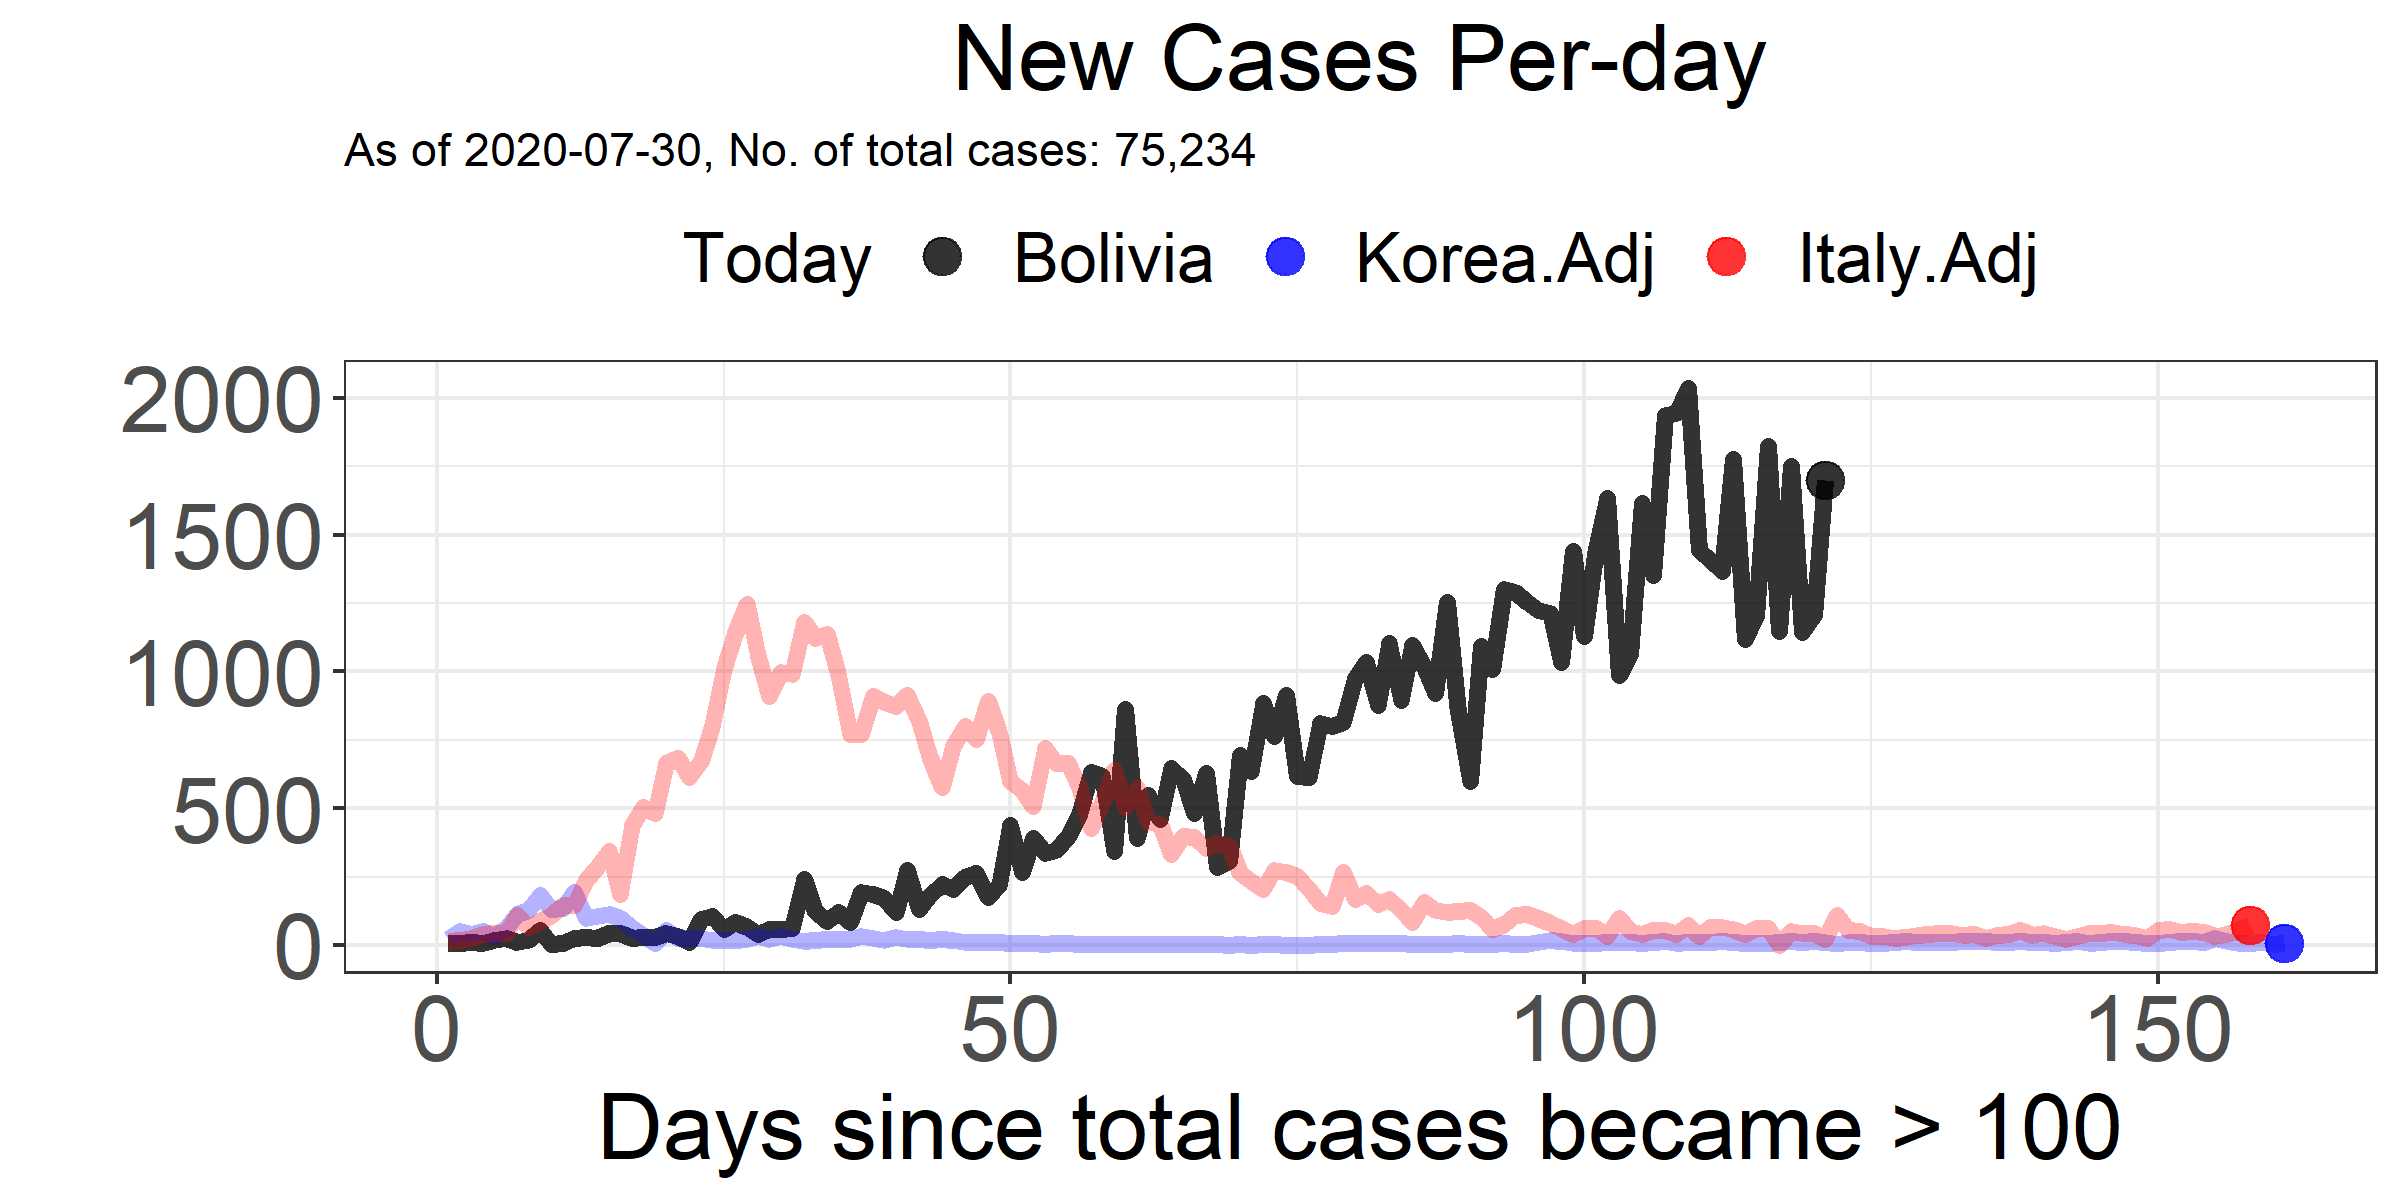 New Cases Per-day
As of 2020-07-30, No. of total cases: 75,234
Today Bolivia Korea.Adj Italy.Adj
2000
1500
1000
500
0
0 50 100 150
Days since total cases became > 100